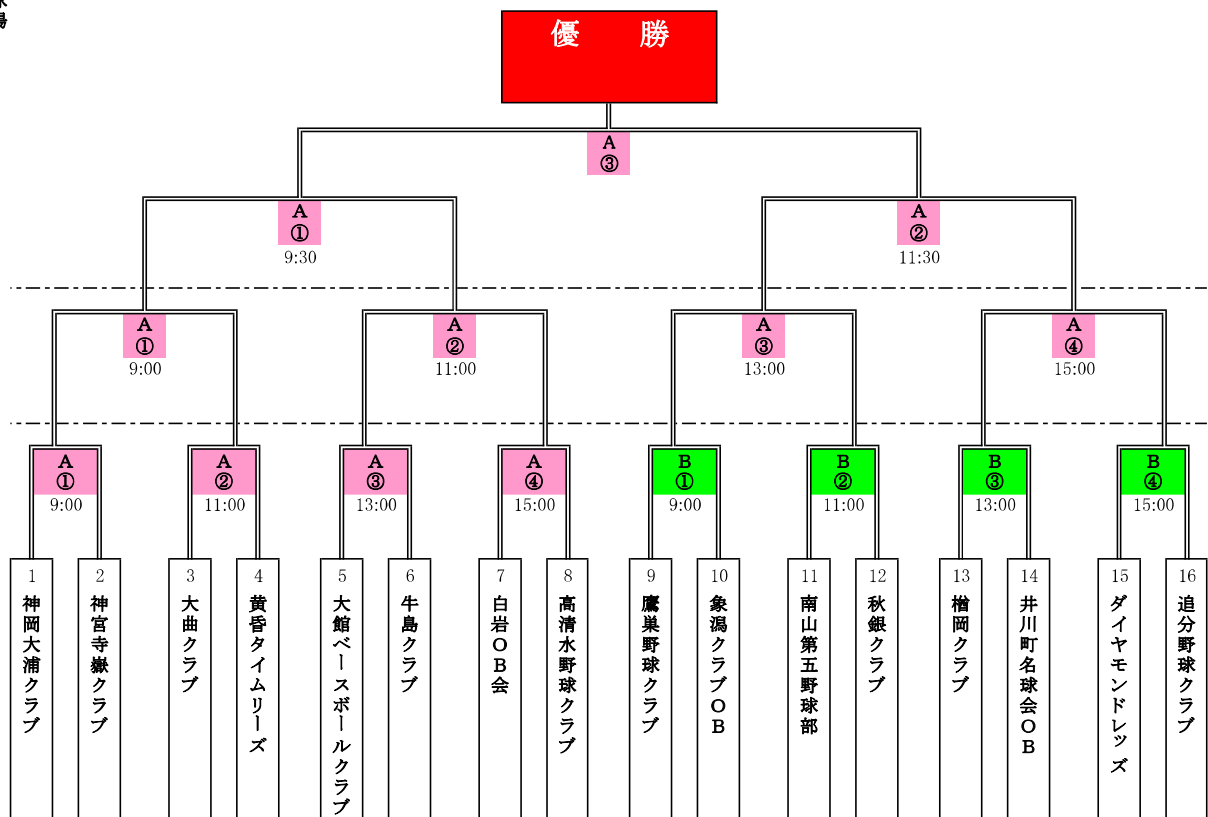 場
優 勝
A
③
A
①
9:30
A
②
11:30
A
①
9:00
A
②
11:00
A
③
13:00
A
④
15:00
A
①
9:00
A
②
11:00
A
③
13:00
A
④
15:00
B
①
9:00
B
②
11:00
B
③
13:00
B
④
15:00
1
神岡大浦クラブ
2
神宮寺嶽クラブ
3
大曲クラブ
4
黄昏タイムリーズ
5
大館ベースボールクラブ
6
牛島クラブ
7
白岩OB会
8
高清水野球クラブ
9
鷹巣野球クラブ
10
象潟クラブOB
11
南山第五野球部
12
秋銀クラブ
13
楢岡クラブ
14
井川町名球会OB
15
ダイヤモンドレッズ
16
追分野球クラブ